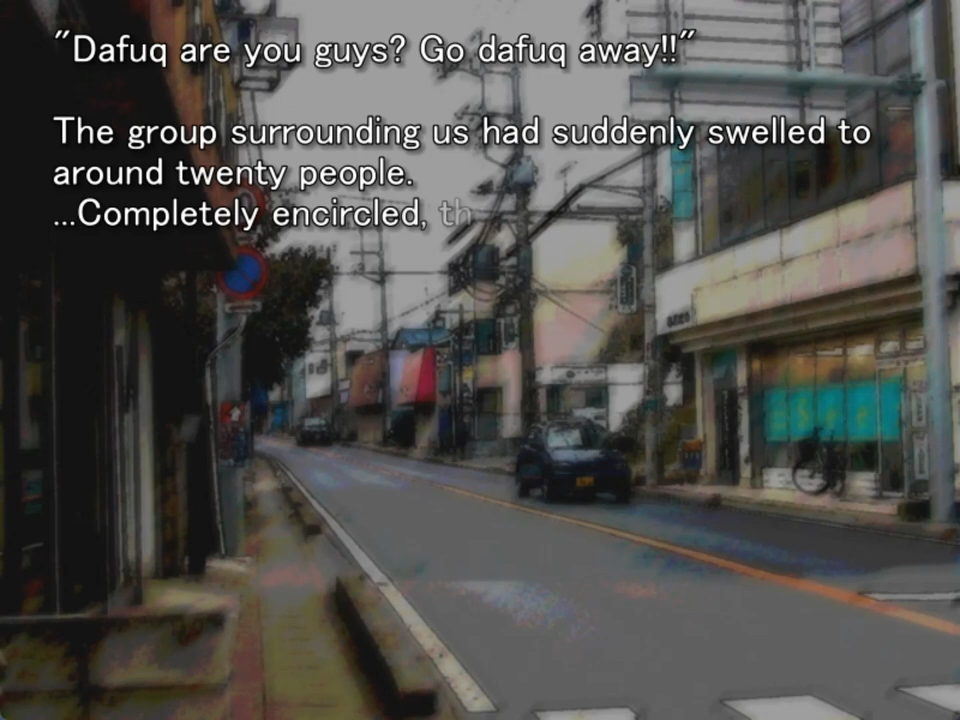 "Dafuq are you guys? Go dafuq away!!"
The group surrounding us had suddenly swelled to
around twenty people.
...Completely encircled, th